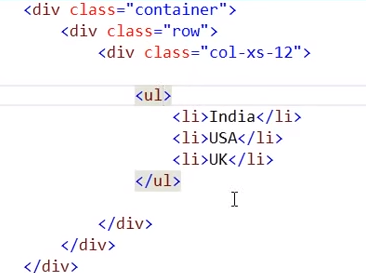 <div class="container">
<div class="row">
<div class="col-xs-12">
<ul>
<li>India</li>
<li>USA</li>
<li>UK</li>
</ul>
</div>
</div>
</div>